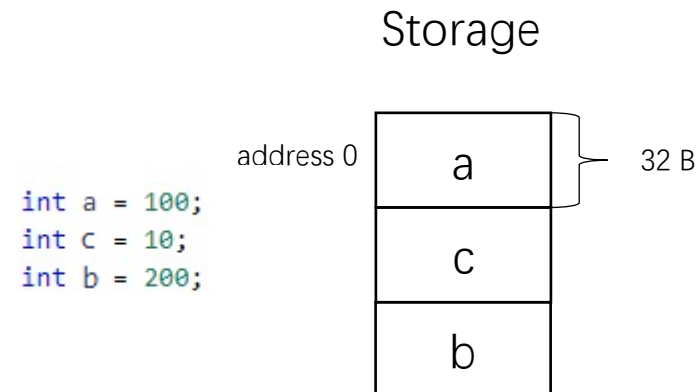 Storage
address 0
a
32 B
int a = 100;
int c = 10;
int b = 200;
c
b